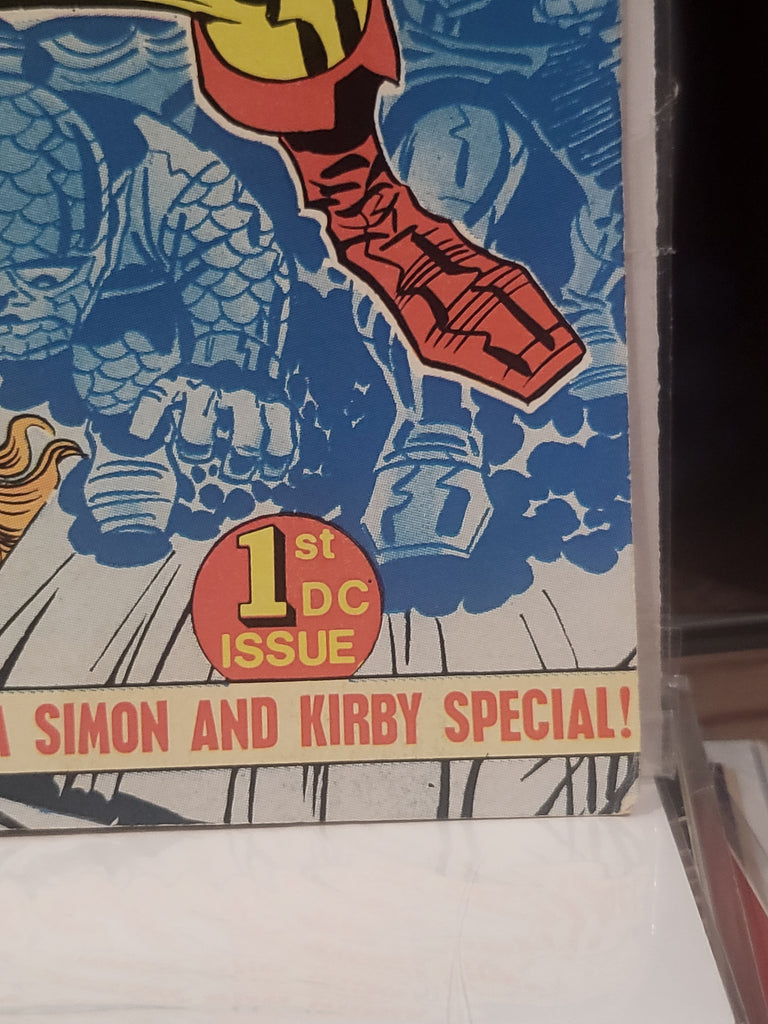 1st
DC
ISSUE
A SIMON AND KIRBY SPECIAL!